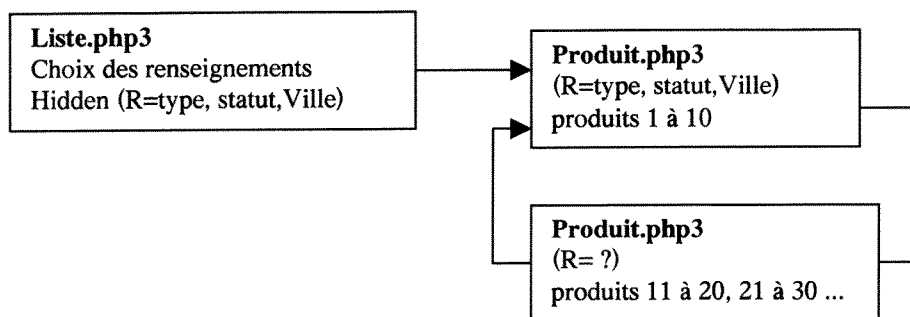 Liste.php3
Choix des renseignements
Hidden (R=type, statut,Ville)
Produit.php3
(R=type, statut,Ville)
produits 1 à 10
Produit.php3
(R= ?)
produits 11 à 20, 21 à 30 ...